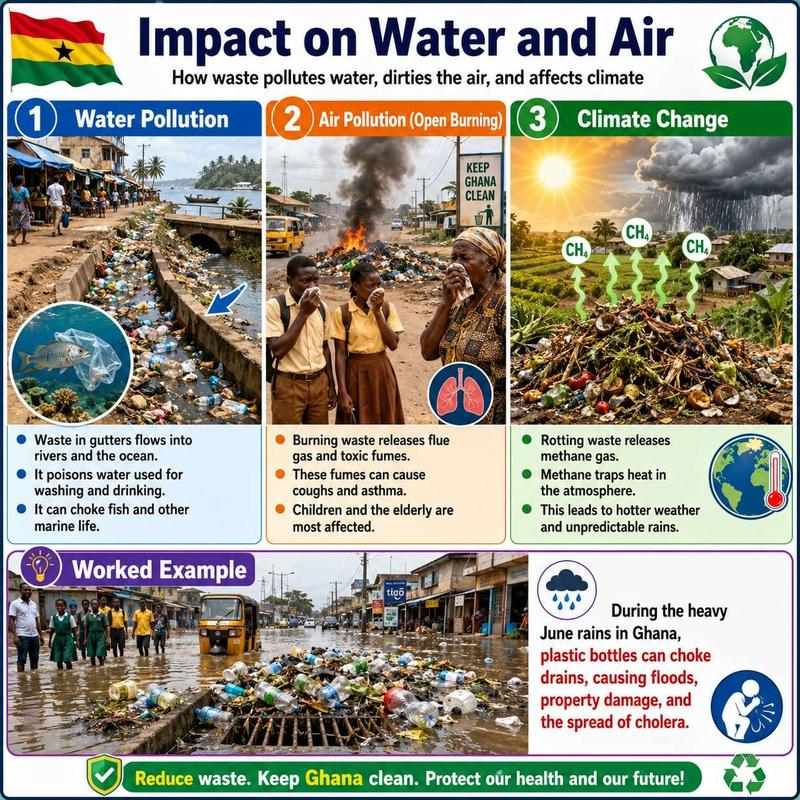 Impact on Water and Air
How waste pollutes water, dirties the air, and affects climate
1 Water Pollution
Waste in gutters flows into
rivers and the ocean.
It poisons water used for
washing and drinking.
It can choke fish and other
marine life.
2 Air Pollution (Open Burning)
KEEP
GHANA
CLEAN
Burning waste releases flue
gas and toxic fumes.
These fumes can cause
coughs and asthma.
Children and the elderly are
most affected.
3 Climate Change
CH₄
CH₄
CH₄
Rotting waste releases
methane gas.
Methane traps heat in
the atmosphere.
This leads to hotter weather
and unpredictable rains.
Worked Example
tigo
During the heavy
June rains in Ghana,
plastic bottles can choke
drains, causing floods,
property damage, and
the spread of cholera.
Reduce waste. Keep Ghana clean. Protect our health and our future!